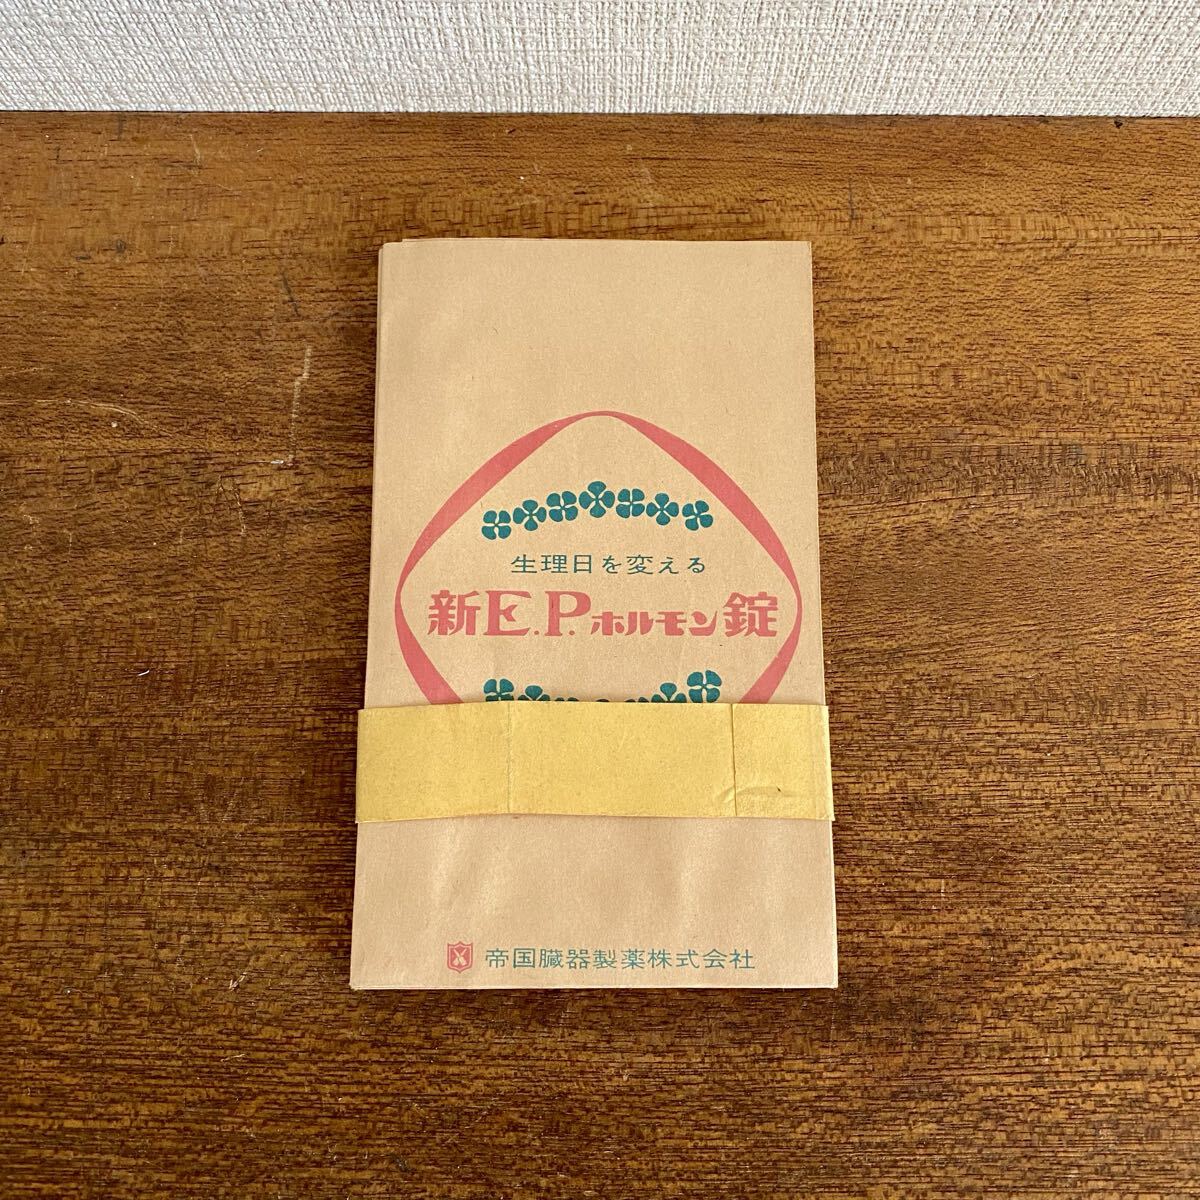 生理日を変える
新E.P.ホルモン錠
帝国臓器製薬株式会社